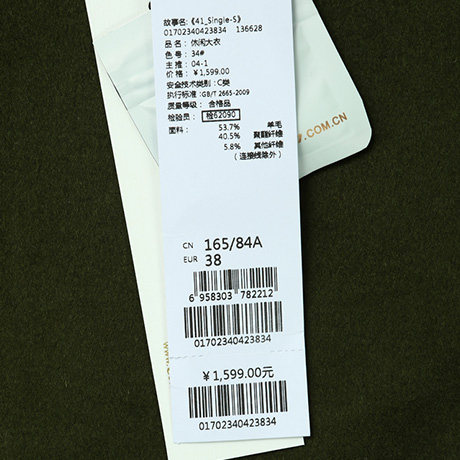 故事名:《41_Single-S》
01702340423834 136628
品名: 休闲大衣
色号: 34#
主推: 04-1
价格: ¥1,599.00
安全技术类别: C类
执行标准: GB/T 2665-2009
质量等级: 合格品
检验员: 检62090
面料: 53.7% 羊毛
40.5% 聚酯纤维
5.8% 其他纤维
(连接线除外)
.COM.CN
CN 165/84A
EUR 38
6 958303 782212
01702340423834
¥1,599.00元
01702340423834